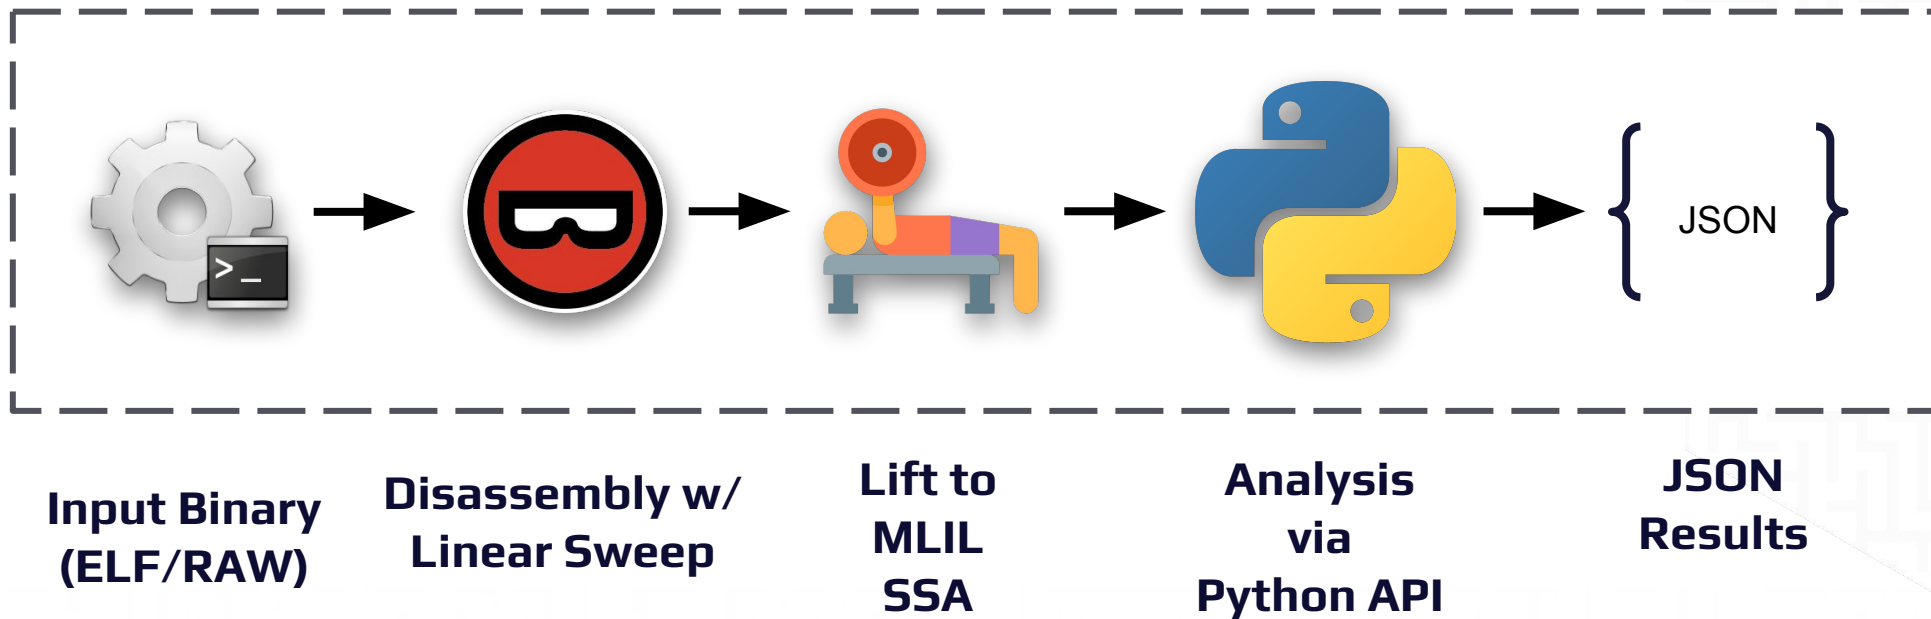 >_
JSON
Input Binary
(ELF/RAW)
Disassembly w/
Linear Sweep
Lift to
MLIL
SSA
Analysis
via
Python API
JSON
Results